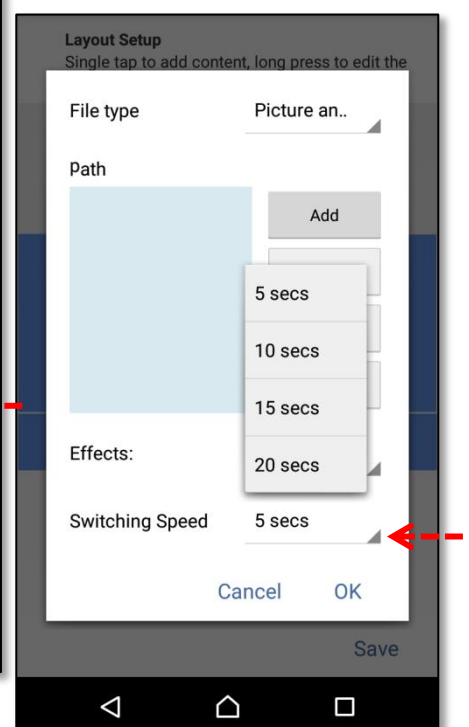 Layout Setup
Single tap to add content, long press to edit the
File type Picture an..
Path
Add
5 secs
10 secs
15 secs
20 secs
Effects:
Switching Speed 5 secs
Cancel OK
Save